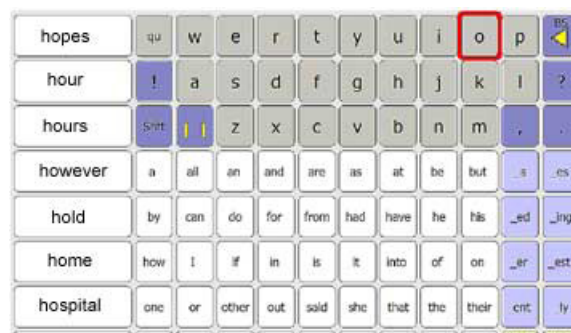 hopes qu w e r t y u i o p BS
hour ! a s d f g h j k l ?
hours Shift z x c v b n m , .
however a all an and are as at be but _s _es
hold by can do for from had have he his _ed _ing
home how I if in is it into of on _er _est
hospital one or other out said she that the their ent ly